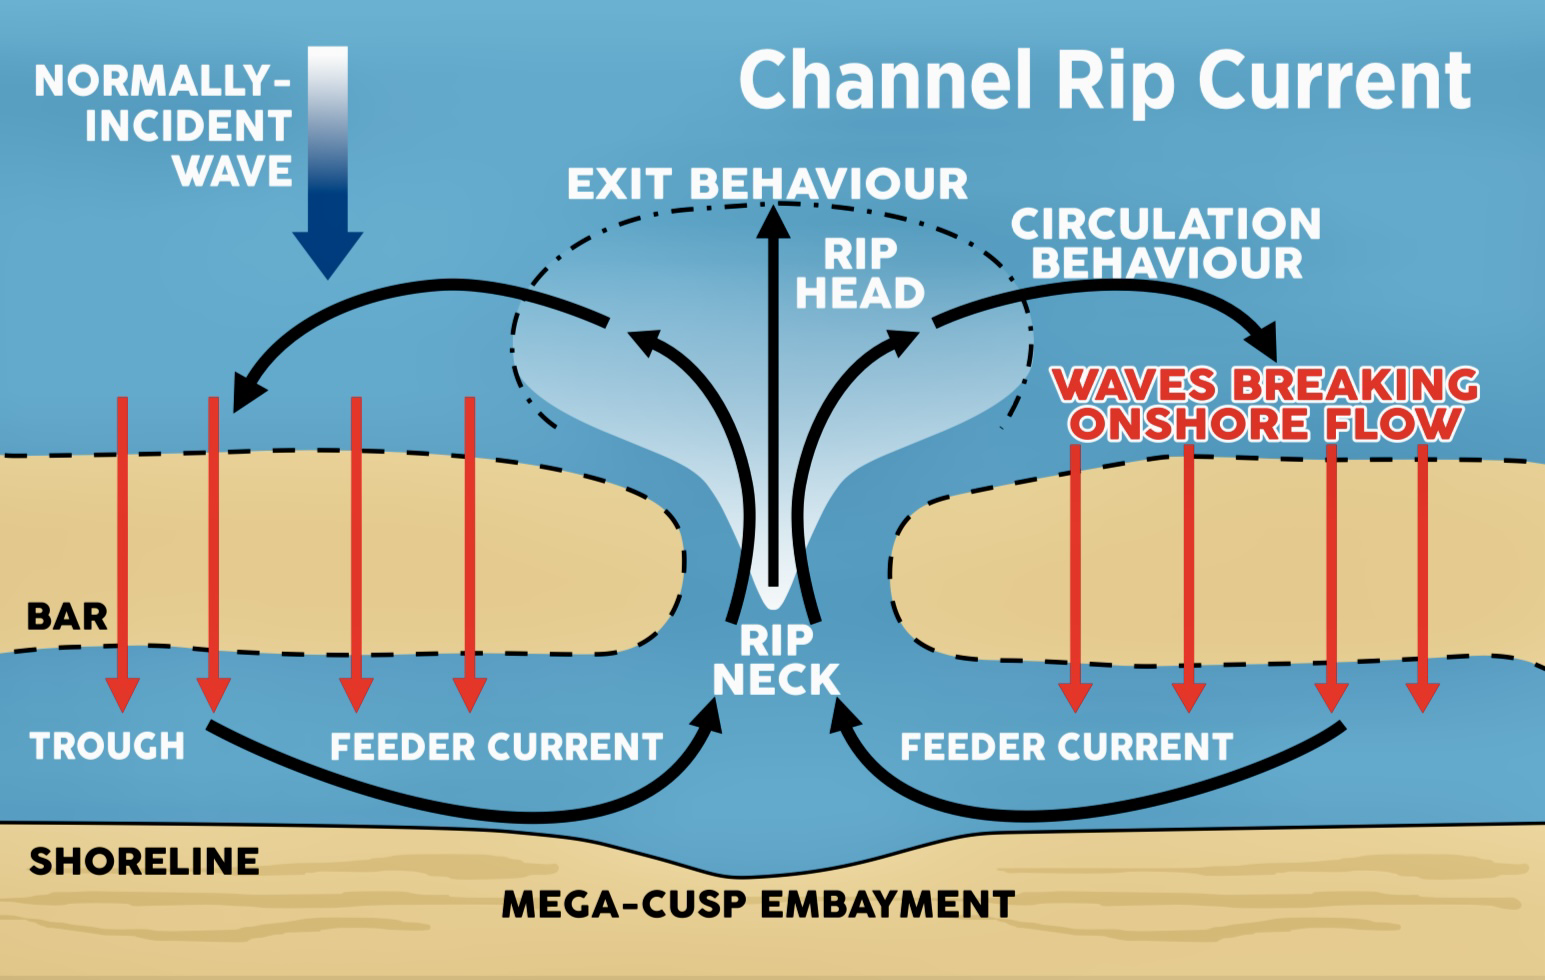 Channel Rip Current
NORMALLY-
INCIDENT
WAVE
EXIT BEHAVIOUR
CIRCULATION
BEHAVIOUR
RIP
HEAD
WAVES BREAKING
ONSHORE FLOW
BAR
RIP
NECK
TROUGH
FEEDER CURRENT
FEEDER CURRENT
SHORELINE
MEGA-CUSP EMBAYMENT